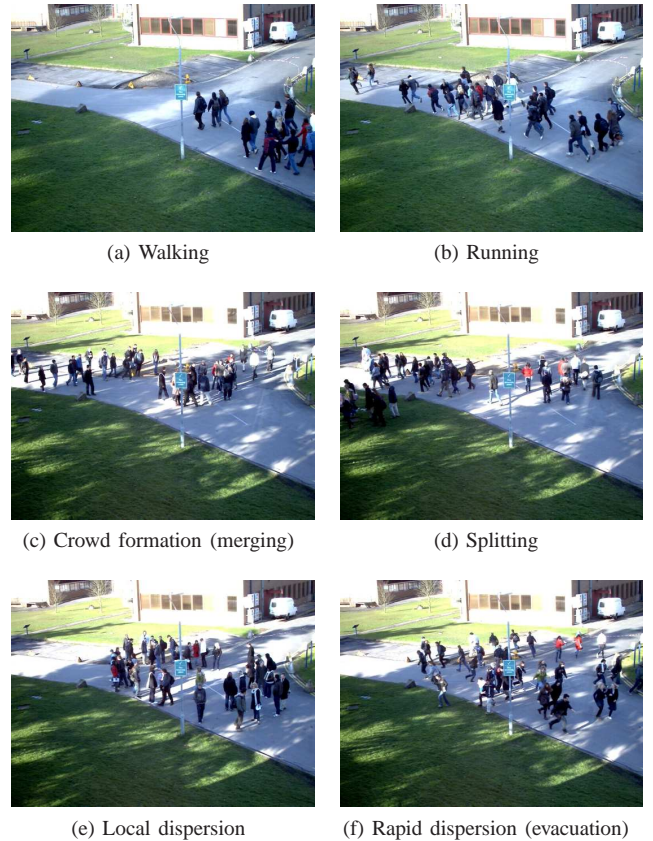 (a) Walking
(b) Running
(c) Crowd formation (merging)
(d) Splitting
(e) Local dispersion
(f) Rapid dispersion (evacuation)